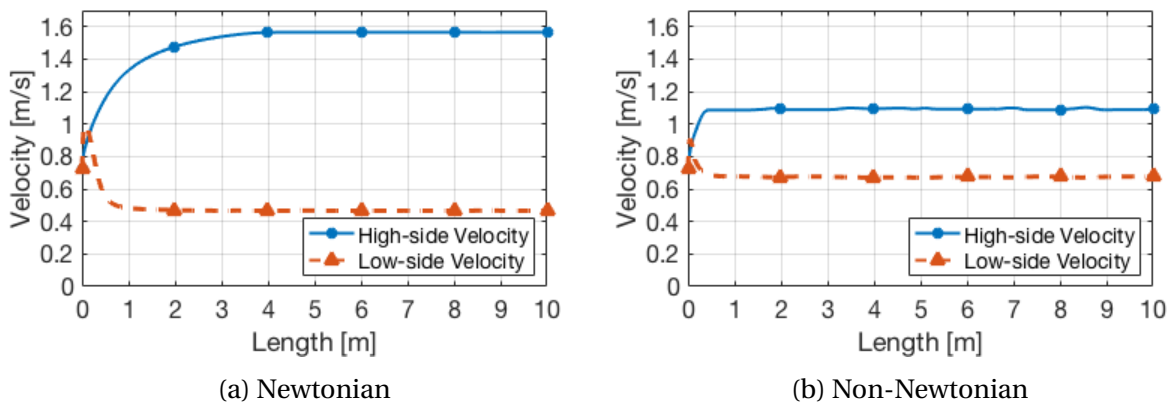 1.6
1.4
1.2
1
0.8
0.6
0.4
0.2
0
Velocity [m/s]
High-side Velocity
Low-side Velocity
0 1 2 3 4 5 6 7 8 9 10
Length [m]
(a) Newtonian
1.6
1.4
1.2
1
0.8
0.6
0.4
0.2
0
Velocity [m/s]
High-side Velocity
Low-side Velocity
0 1 2 3 4 5 6 7 8 9 10
Length [m]
(b) Non-Newtonian